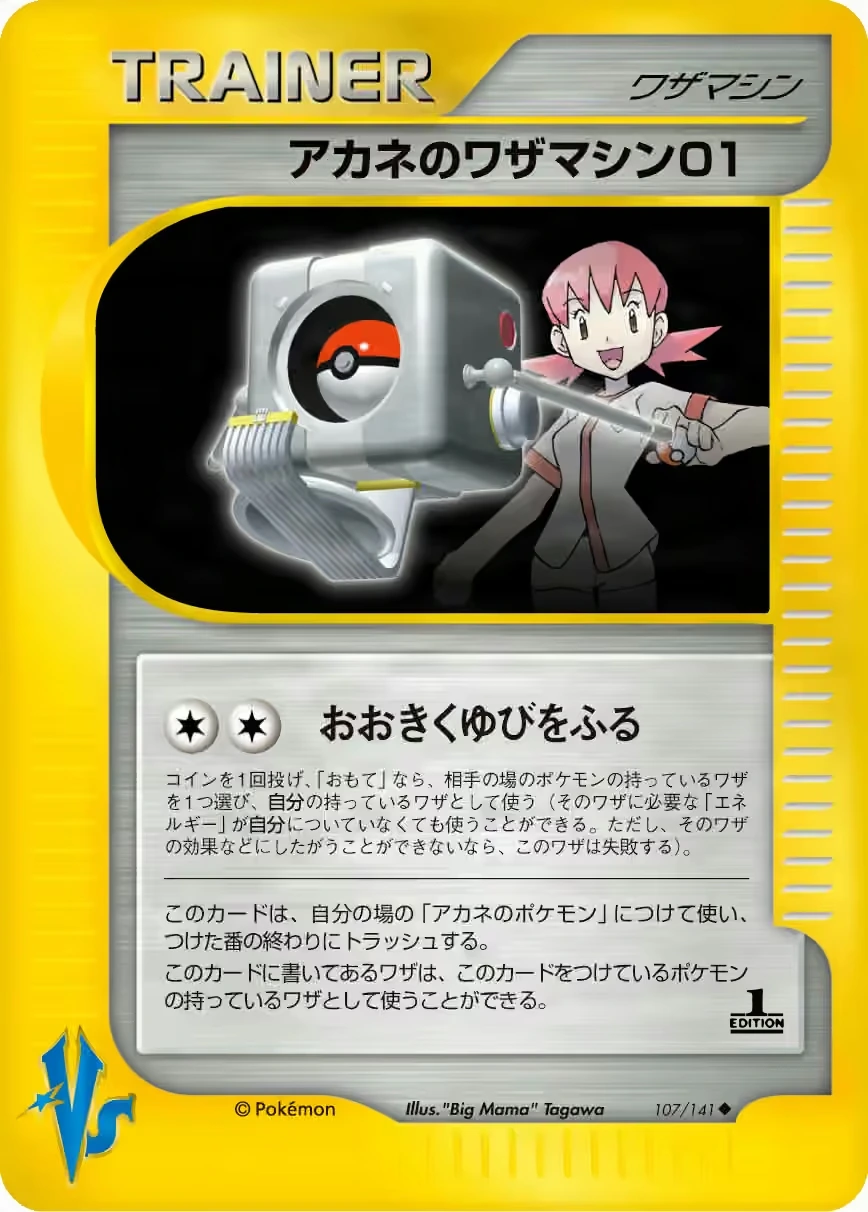 TRAINER
ワザマシン
アカネのワザマシン01
おおきくゆびをふる
コインを1回投げ、「おもて」なら、相手の場のポケモンの持っているワザ
を1つ選び、自分の持っているワザとして使う（そのワザに必要な「エネ
ルギー」が自分についていなくても使うことができる。ただし、そのワザ
の効果などにしたがうことができないなら、このワザは失敗する）。
このカードは、自分の場の「アカネのポケモン」につけて使い、
つけた番の終わりにトラッシュする。
このカードに書いてあるワザは、このカードをつけているポケモン
の持っているワザとして使うことができる。
1
EDITION
VS
© Pokémon
Illus."Big Mama" Tagawa
107/141◆